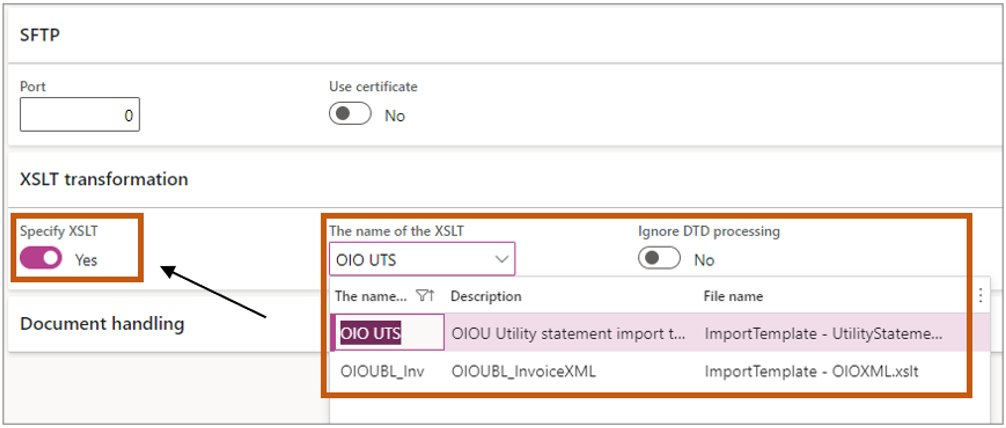 SFTP
Port Use certificate
0 No
XSLT transformation
Specify XSLT The name of the XSLT Ignore DTD processing
Yes OIO UTS No
The name... Description File name
OIO UTS OIOU Utility statement import t... ImportTemplate - UtilityStateme...
OIOUBL_Inv OIOUBL_InvoiceXML ImportTemplate - OIOXML.xslt
Document handling